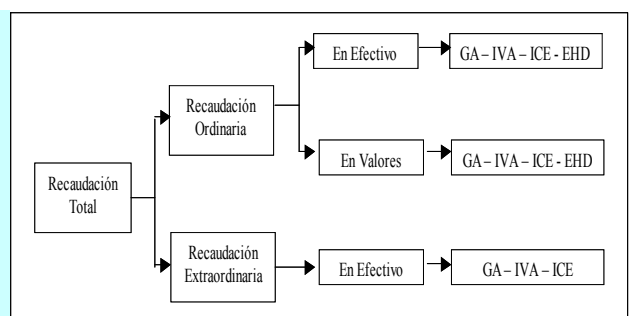 En Efectivo
GA – IVA – ICE - EHD
Recaudación
Ordinaria
En Valores
GA – IVA – ICE - EHD
Recaudación
Total
Recaudación
Extraordinaria
En Efectivo
GA – IVA – ICE